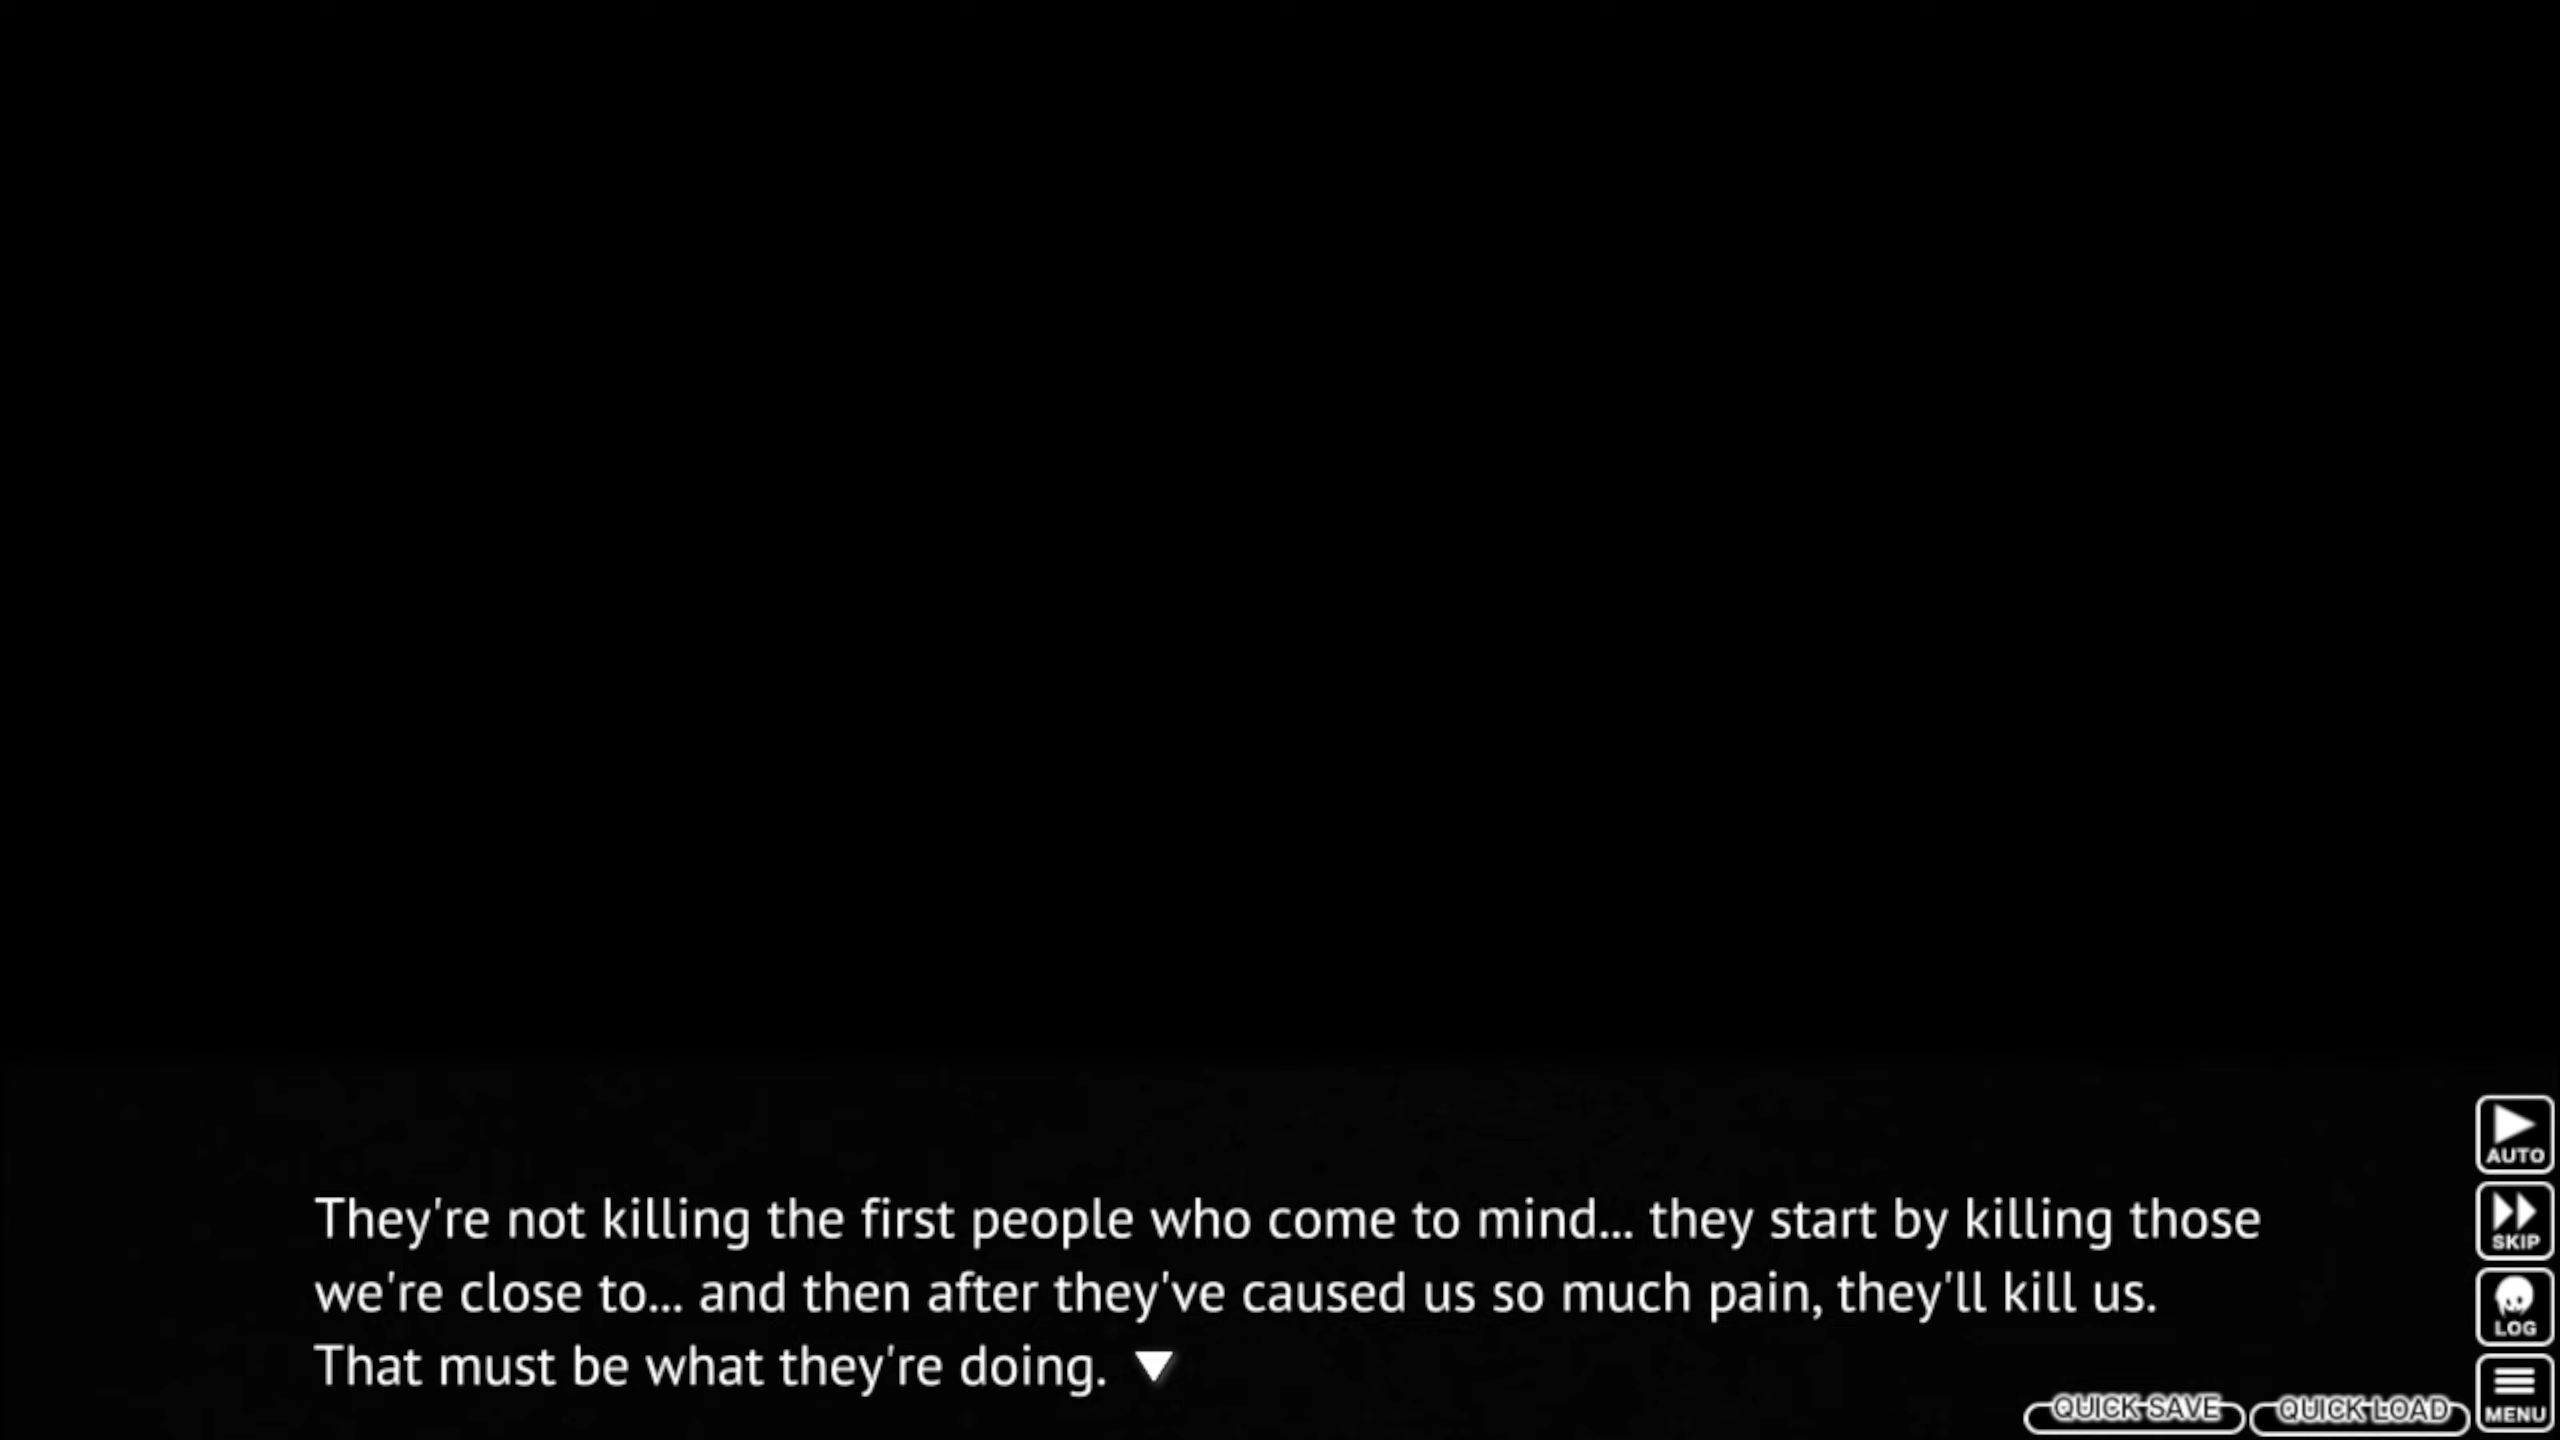 They're not killing the first people who come to mind... they start by killing those
we're close to... and then after they've caused us so much pain, they'll kill us.
That must be what they're doing.
AUTO
SKIP
LOG
MENU
QUICK SAVE
QUICK LOAD